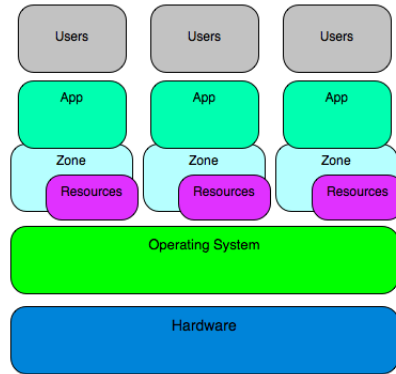 Users Users Users
App App App
Zone Zone Zone
Resources Resources Resources
Operating System
Hardware